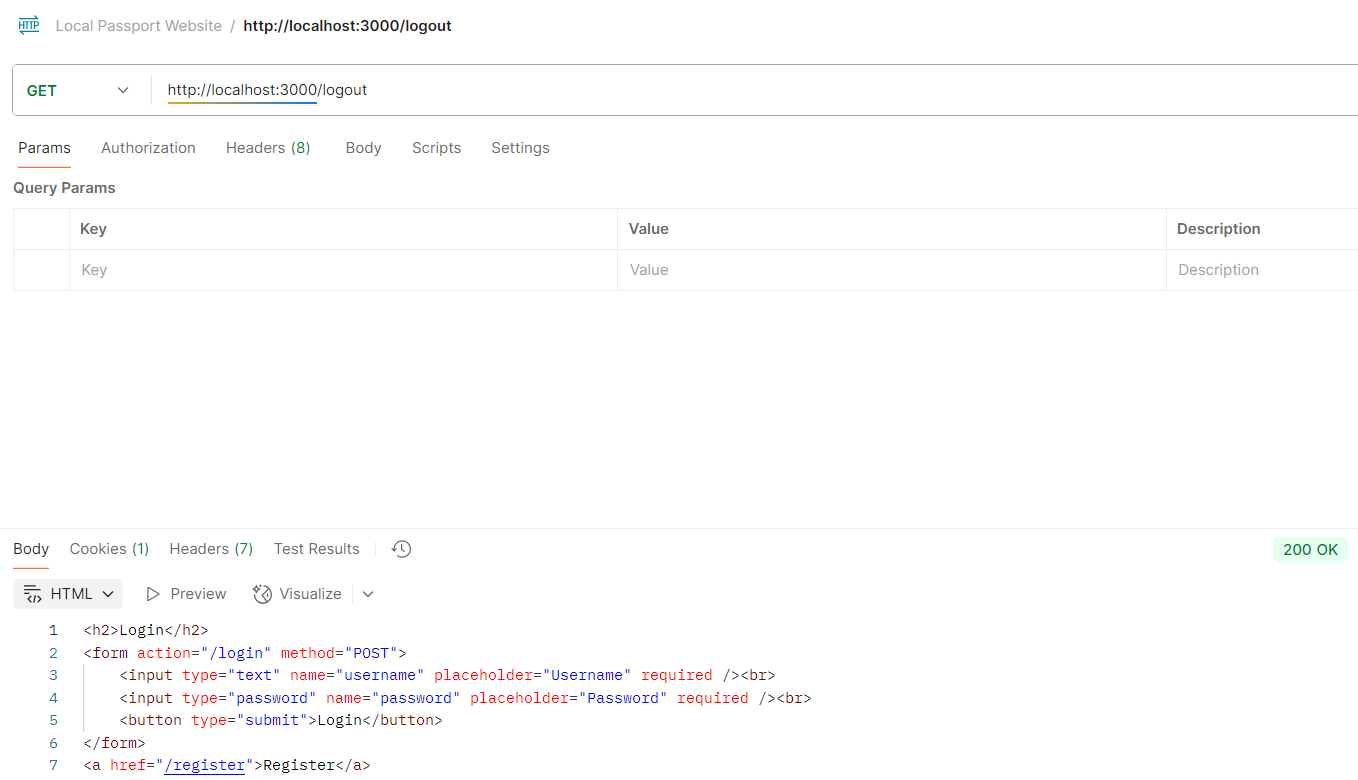 HTTP Local Passport Website / http://localhost:3000/logout
GET http://localhost:3000/logout
Params Authorization Headers (8) Body Scripts Settings
Query Params
Key Value Description
Key Value Description
Body Cookies (1) Headers (7) Test Results 200 OK
HTML Preview Visualize
1 <h2>Login</h2>
2 <form action="/login" method="POST">
3 <input type="text" name="username" placeholder="Username" required /><br>
4 <input type="password" name="password" placeholder="Password" required /><br>
5 <button type="submit">Login</button>
6 </form>
7 <a href="/register">Register</a>